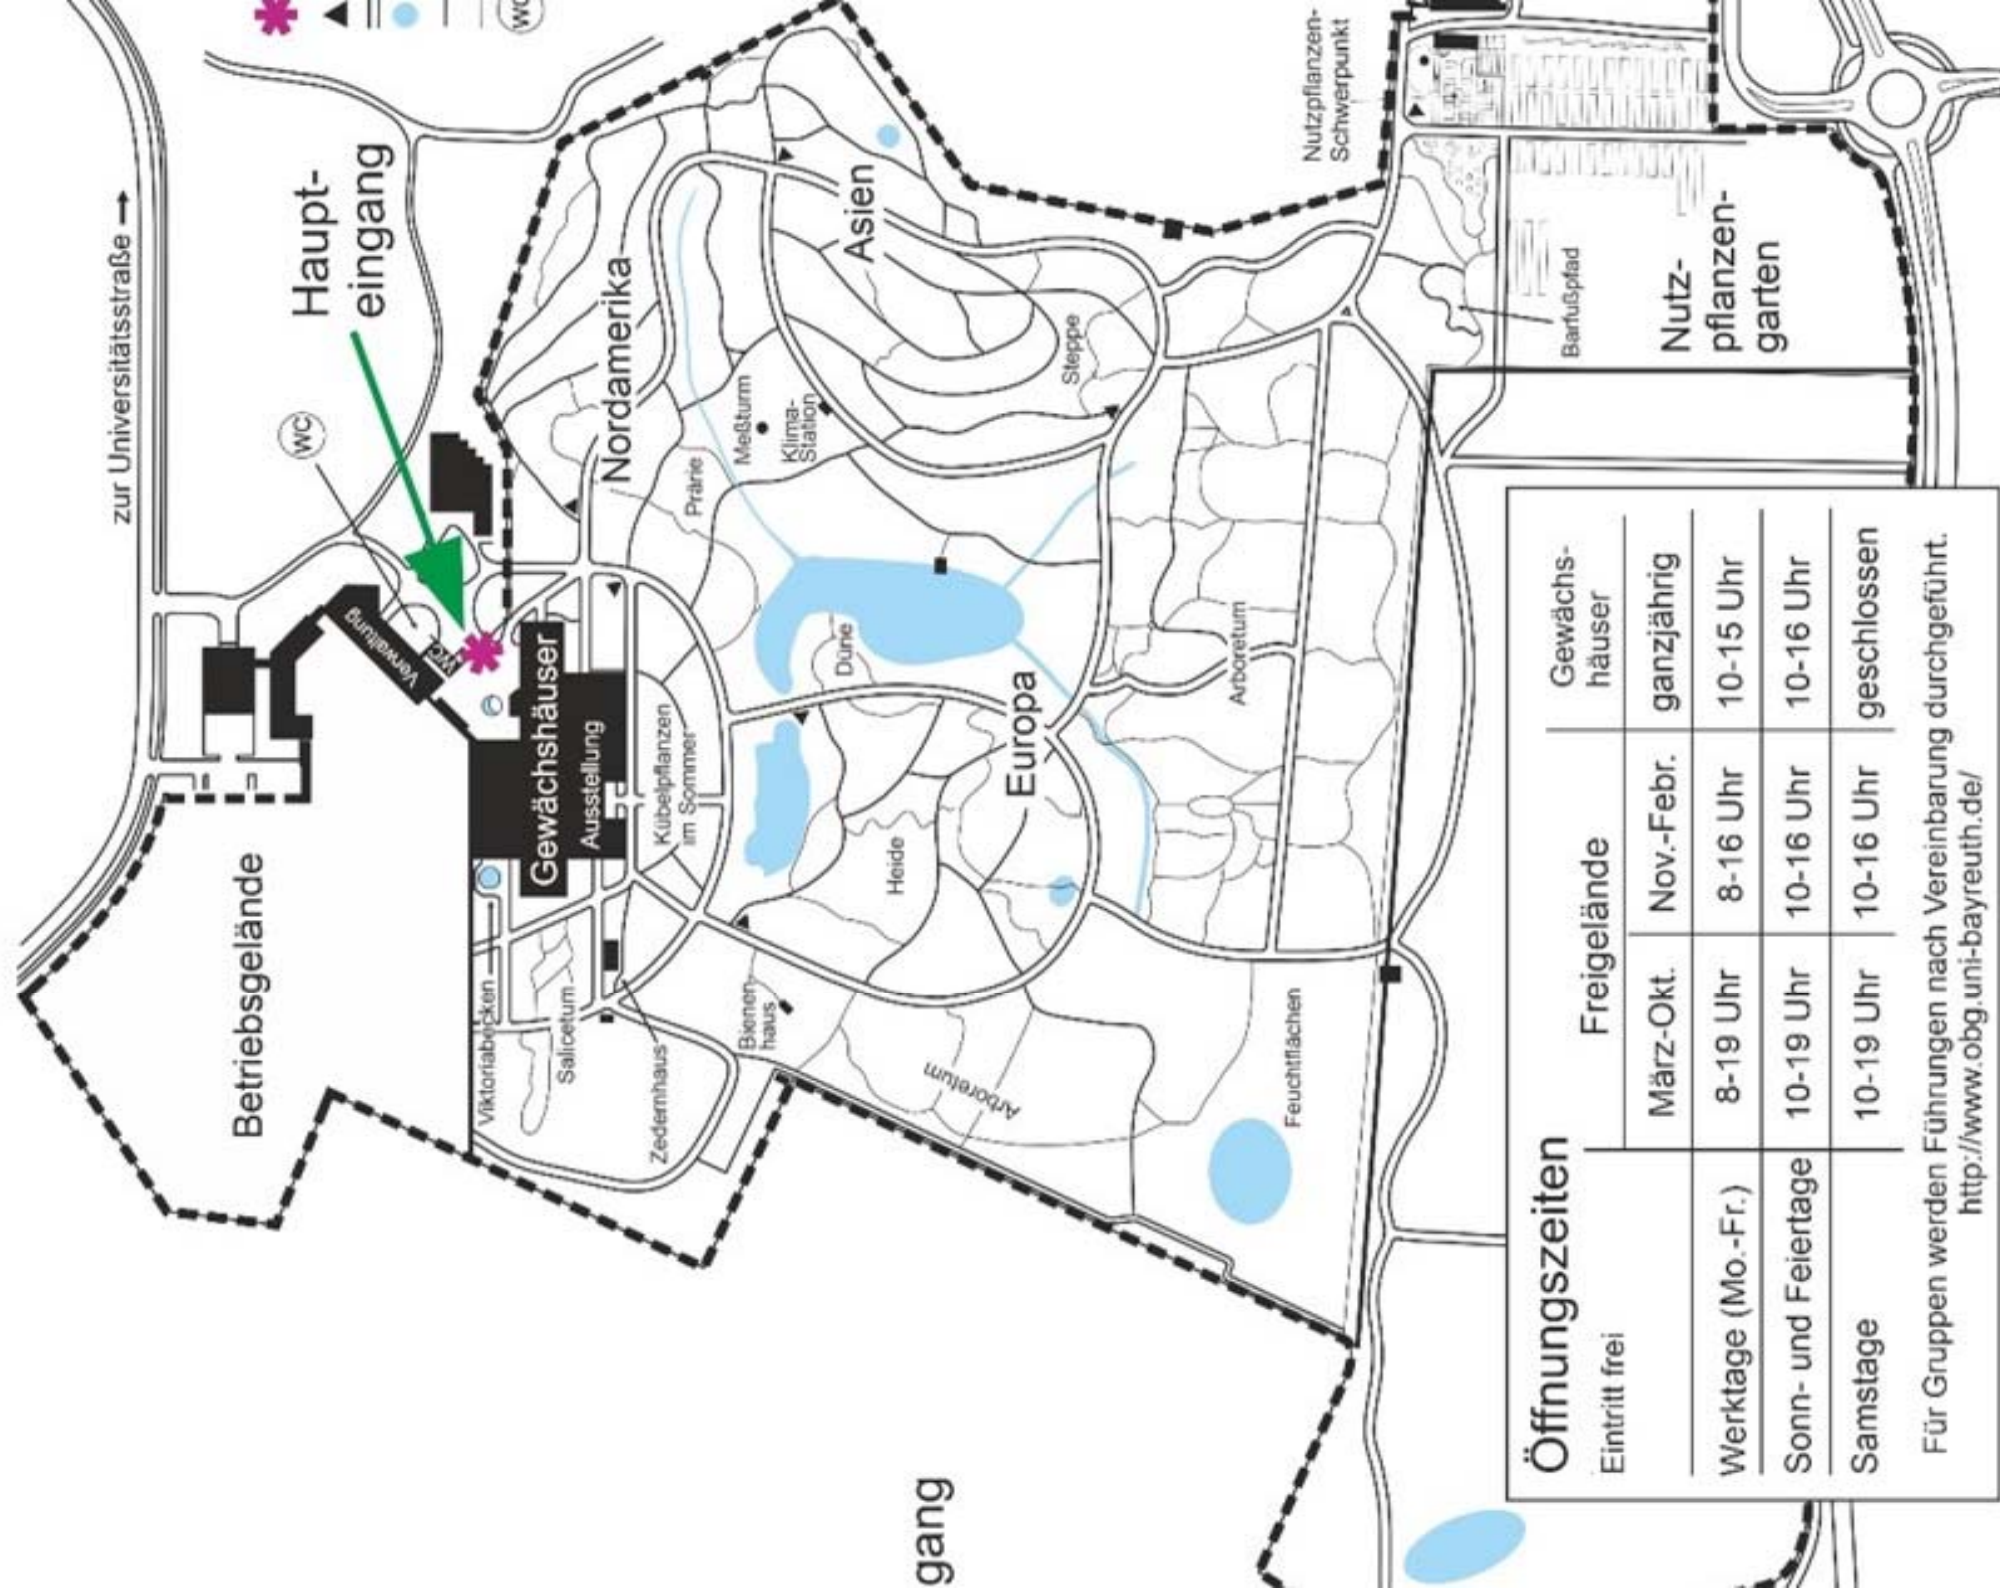 zur Universitätsstraße →
Haupt-
eingang
WC
WC
Verwaltung
WC
Betriebsgelände
Gewächshäuser
Ausstellung
Kübelpflanzen
im Sommer
Viktoriabecken
Salicetum
Zedernhaus
Bienen-
haus
Nordamerika
Prärie
Meßturm
Klima-
Station
Asien
Steppe
Düne
Europa
Heide
Arboretum
Arboretum
Feuchtflächen
Nutzpflanzen-
Schwerpunkt
Barfußpfad
Nutz-
pflanzen-
garten
gang
Öffnungszeiten
Eintritt frei Freigelände Gewächs-
häuser
März-Okt. Nov.-Febr. ganzjährig
Werktage (Mo.-Fr.) 8-19 Uhr 8-16 Uhr 10-15 Uhr
Sonn- und Feiertage 10-19 Uhr 10-16 Uhr 10-16 Uhr
Samstage 10-19 Uhr 10-16 Uhr geschlossen
Für Gruppen werden Führungen nach Vereinbarung durchgeführt.
http://www.obg.uni-bayreuth.de/